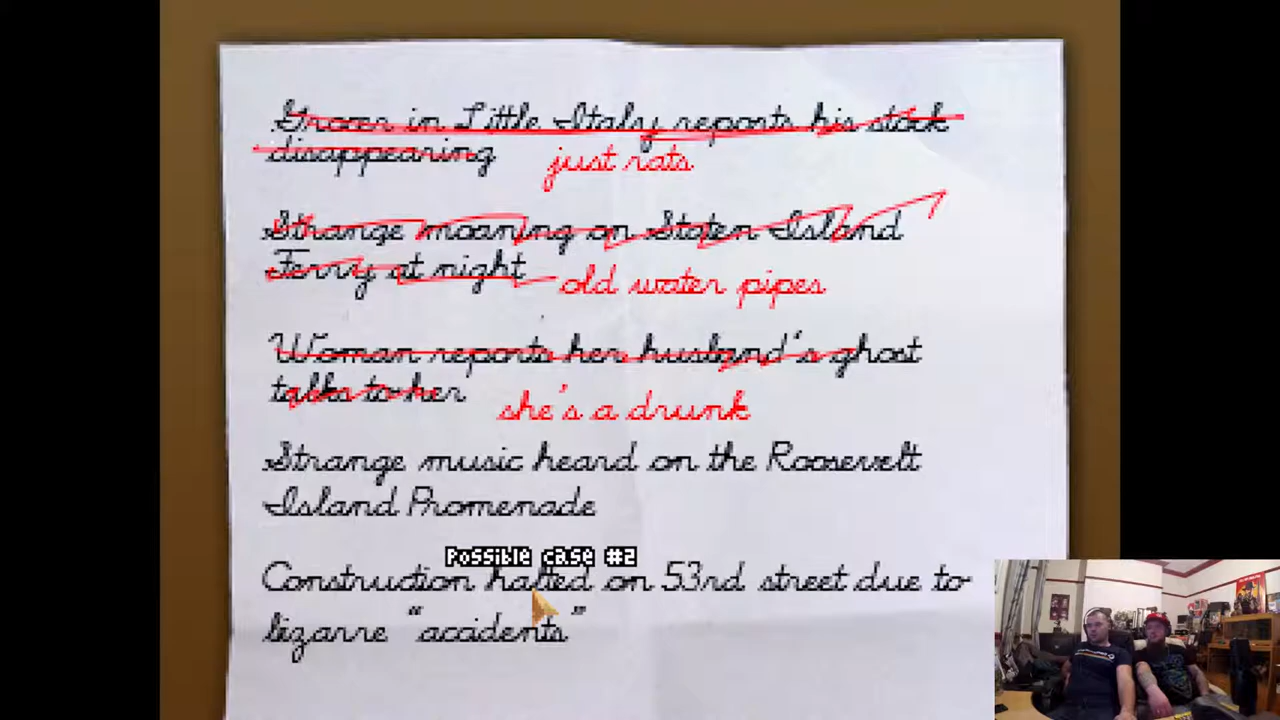 Grocer in Little Italy reports his stock
disappearing just rats
Strange moaning on Staten Island
Ferry at night old water pipes
Woman reports her husband's ghost
talks to her she's a drunk
Strange music heard on the Roosevelt
Island Promenade
Possible case #2
Construction halted on 53rd street due to
bizarre "accidents"